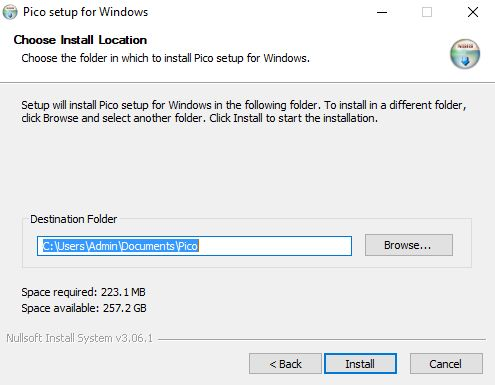 Pico setup for Windows
Choose Install Location
Choose the folder in which to install Pico setup for Windows.
Setup will install Pico setup for Windows in the following folder. To install in a different folder,
click Browse and select another folder. Click Install to start the installation.
Destination Folder
C:\Users\Admin\Documents\Pico
Browse...
Space required: 223.1 MB
Space available: 257.2 GB
Nullsoft Install System v3.06.1
< Back
Install
Cancel